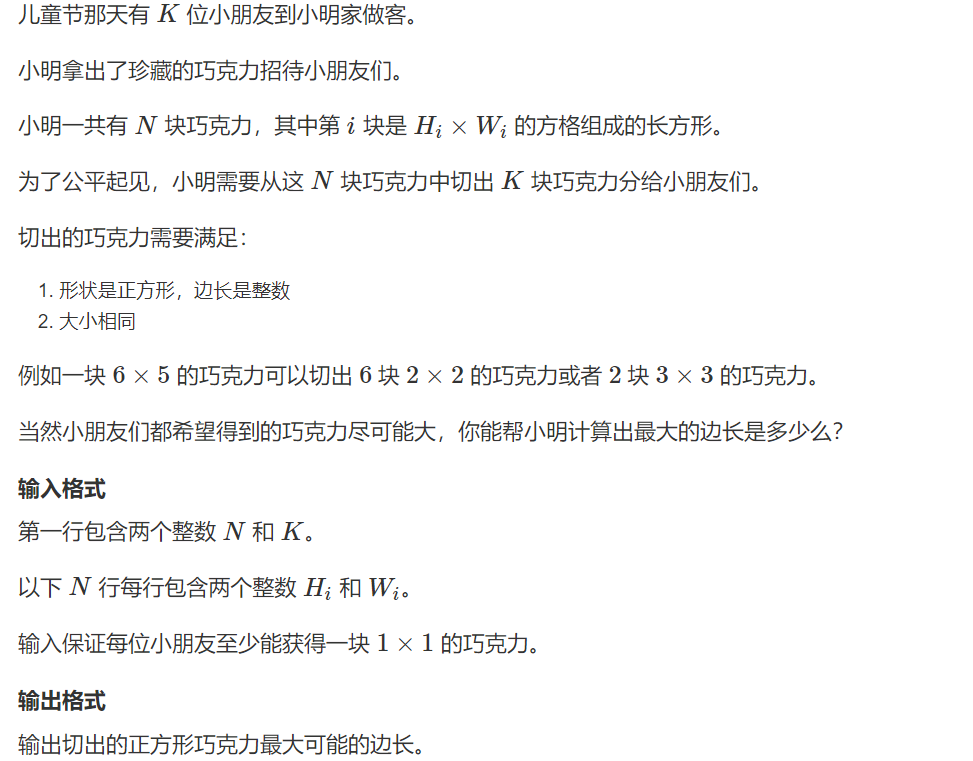 儿童节那天有 K 位小朋友到小明家做客。
小明拿出了珍藏的巧克力招待小朋友们。
小明一共有 N 块巧克力，其中第 i 块是 Hi × Wi 的方格组成的长方形。
为了公平起见，小明需要从这 N 块巧克力中切出 K 块巧克力分给小朋友们。
切出的巧克力需要满足：
1. 形状是正方形，边长是整数
2. 大小相同
例如一块 6 × 5 的巧克力可以切出 6 块 2 × 2 的巧克力或者 2 块 3 × 3 的巧克力。
当然小朋友们都希望得到的巧克力尽可能大，你能帮小明计算出最大的边长是多少么？
输入格式
第一行包含两个整数 N 和 K。
以下 N 行每行包含两个整数 Hi 和 Wi。
输入保证每位小朋友至少能获得一块 1 × 1 的巧克力。
输出格式
输出切出的正方形巧克力最大可能的边长。